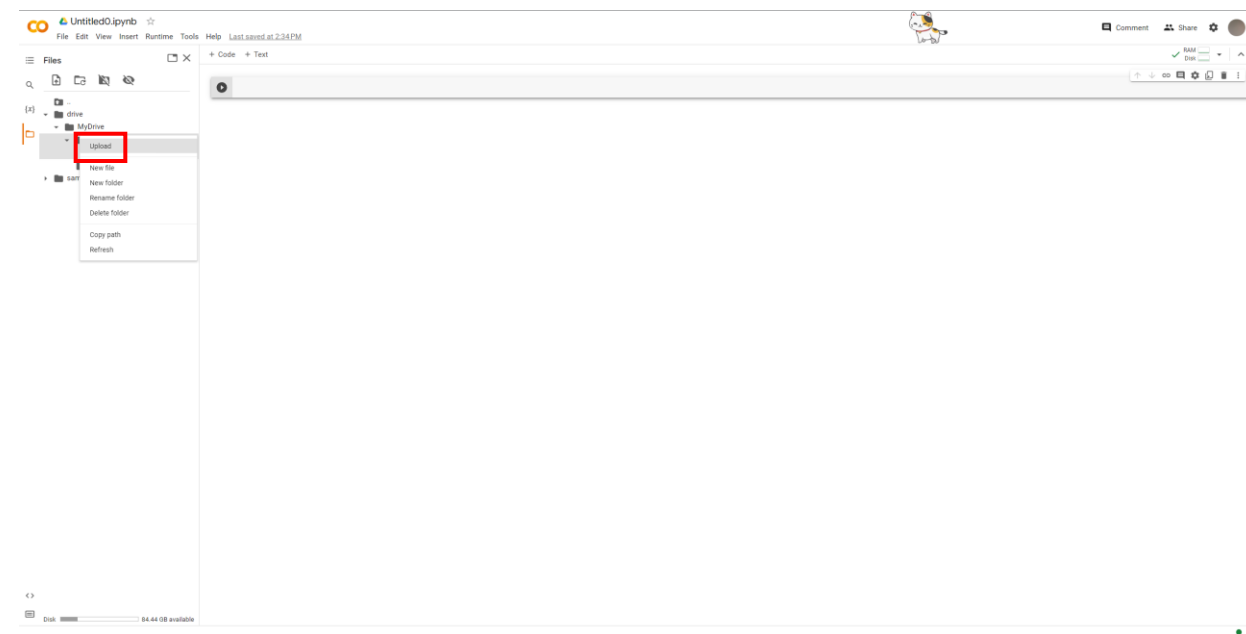 Untitled0.ipynb
File Edit View Insert Runtime Tools Help Last saved at 2:34 PM
Comment
Share
Files
+ Code + Text
RAM
Disk
{x}
..
drive
MyDrive
Upload
New file
sam
New folder
Rename folder
Delete folder
Copy path
Refresh
<>
Disk 84.44 GB available